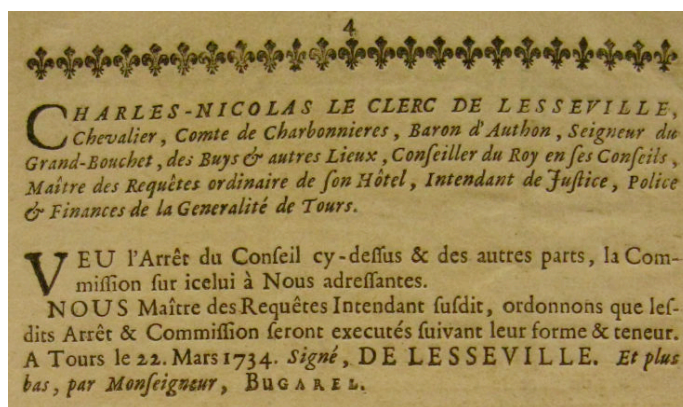 4
CHARLES-NICOLAS LE CLERC DE LESSEVILLE,
Chevalier, Comte de Charbonnieres, Baron d'Authon, Seigneur du
Grand-Bouchet, des Buys & autres Lieux, Conſeiller du Roy en ſes Conſeils,
Maître des Requêtes ordinaire de ſon Hôtel, Intendant de Juſtice, Police
& Finances de la Generalité de Tours.
VEU l'Arrêt du Conſeil cy-deſſus & des autres parts, la Com-
miſſion ſur icelui à Nous adreſſantes.
NOUS Maître des Requêtes Intendant ſuſdit, ordonnons que leſ-
dits Arrêt & Commiſſion ſeront executés ſuivant leur forme & teneur.
A Tours le 22. Mars 1734. Signé, DE LESSEVILLE. Et plus
bas, par Monſeigneur, BUGAREL.